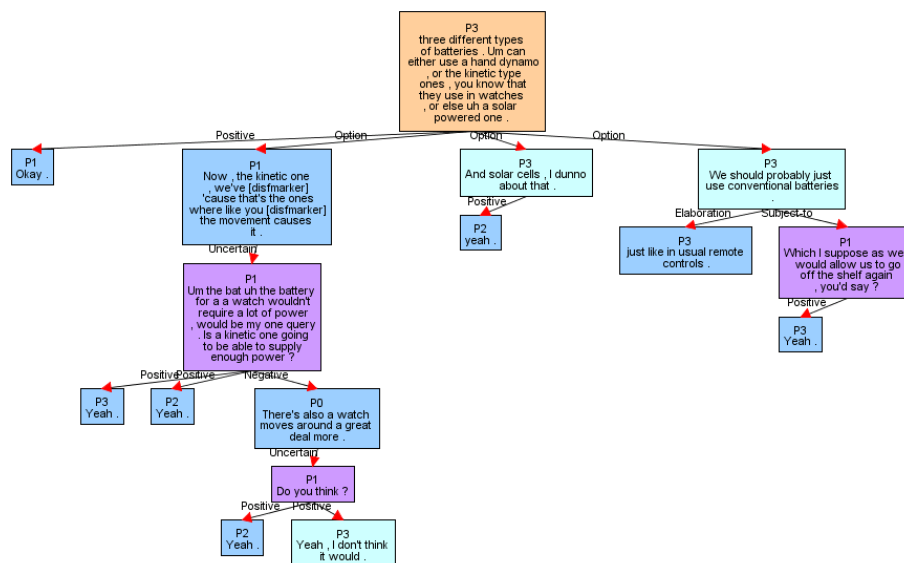 P3
three different types
of batteries . Um can
either use a hand dynamo
, or the kinetic type
ones , you know that
they use in watches
, or else uh a solar
powered one .
Positive
Option
Option
Option
P1
Okay .
P1
Now , the kinetic one
, we've [disfmarker]
'cause that's the ones
where like you [disfmarker]
the movement causes
it .
P3
And solar cells , I dunno
about that .
P3
We should probably just
use conventional batteries
.
Uncertain
Positive
Elaboration
Subject-to
P1
Um the bat uh the battery
for a a watch wouldn't
require a lot of power
, would be my one query
. Is a kinetic one going
to be able to supply
enough power ?
P2
yeah .
P3
just like in usual remote
controls .
P1
Which I suppose as well
would allow us to go
off the shelf again
, you'd say ?
Positive
P3
Yeah .
Positive
Positive
Negative
P3
Yeah .
P2
Yeah .
P0
There's also a watch
moves around a great
deal more .
Uncertain
P1
Do you think ?
Positive
Positive
P2
Yeah .
P3
Yeah , I don't think
it would .